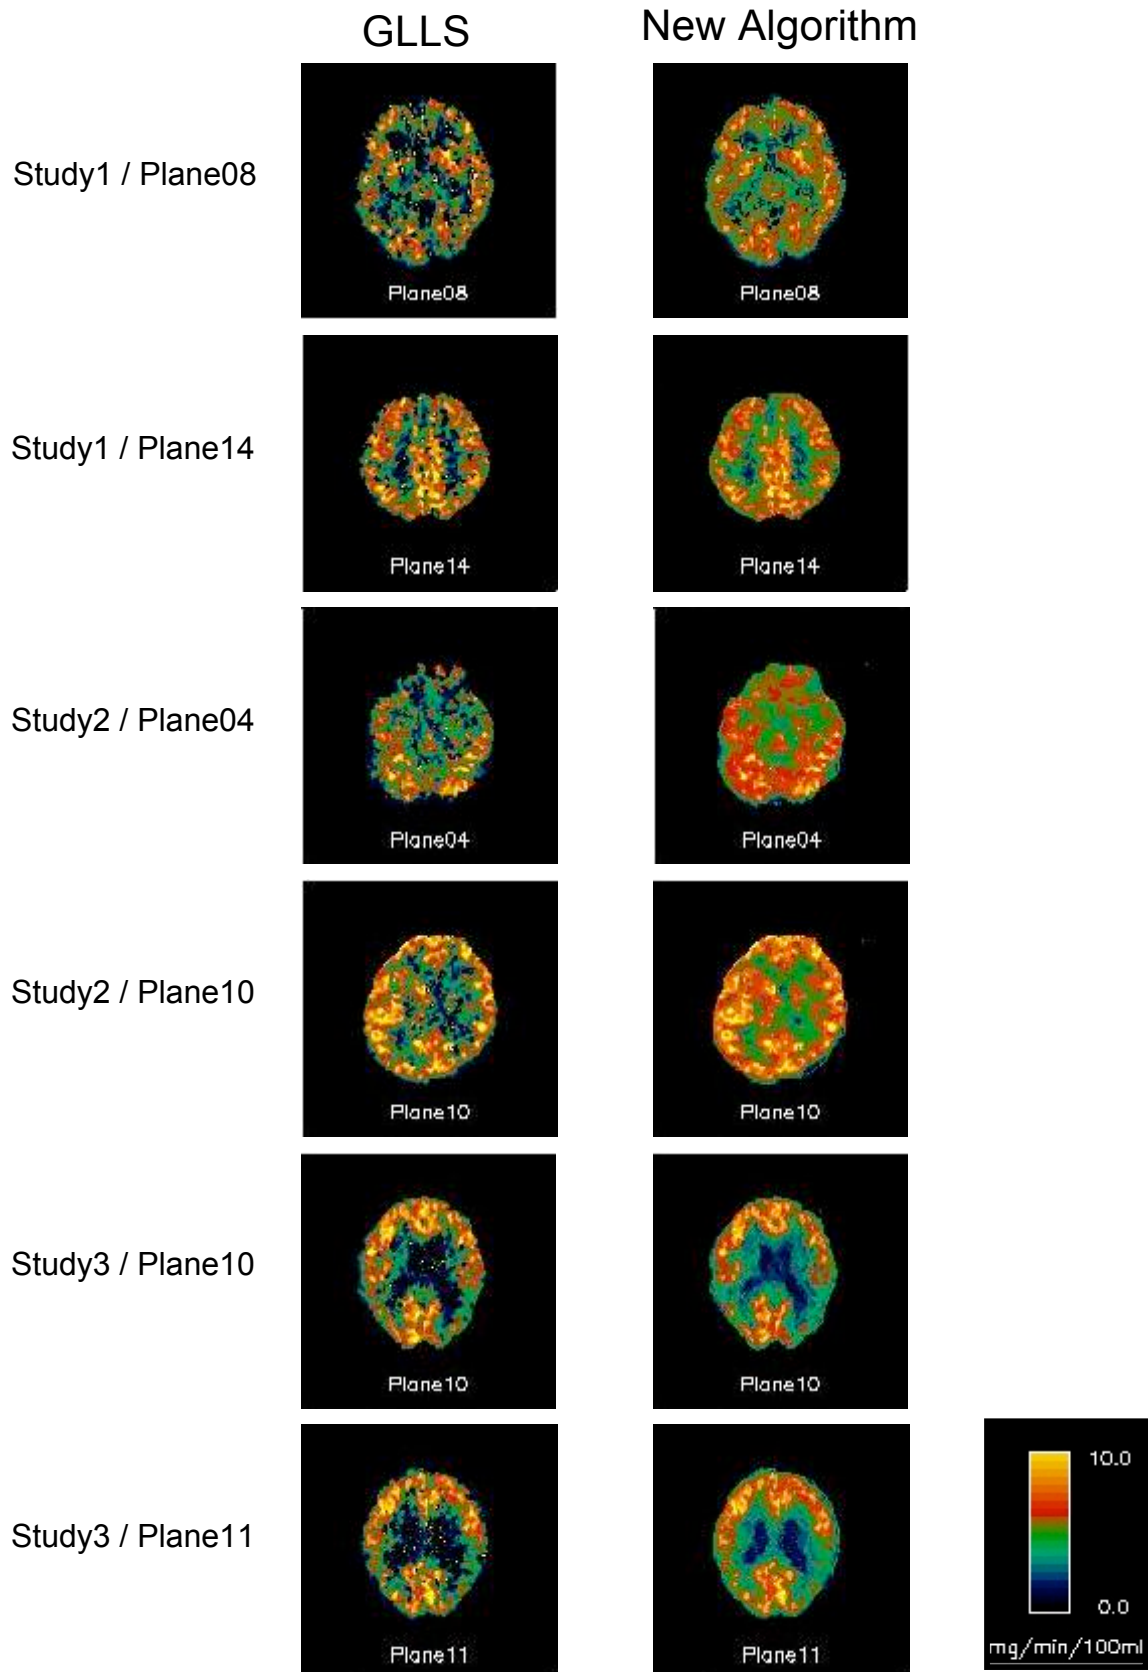 GLLS New Algorithm
Study1 / Plane08
Plane08 Plane08
Study1 / Plane14
Plane14 Plane14
Study2 / Plane04
Plane04 Plane04
Study2 / Plane10
Plane10 Plane10
Study3 / Plane10
Plane10 Plane10
Study3 / Plane11
Plane11 Plane11
10.0
0.0
mg/min/100ml